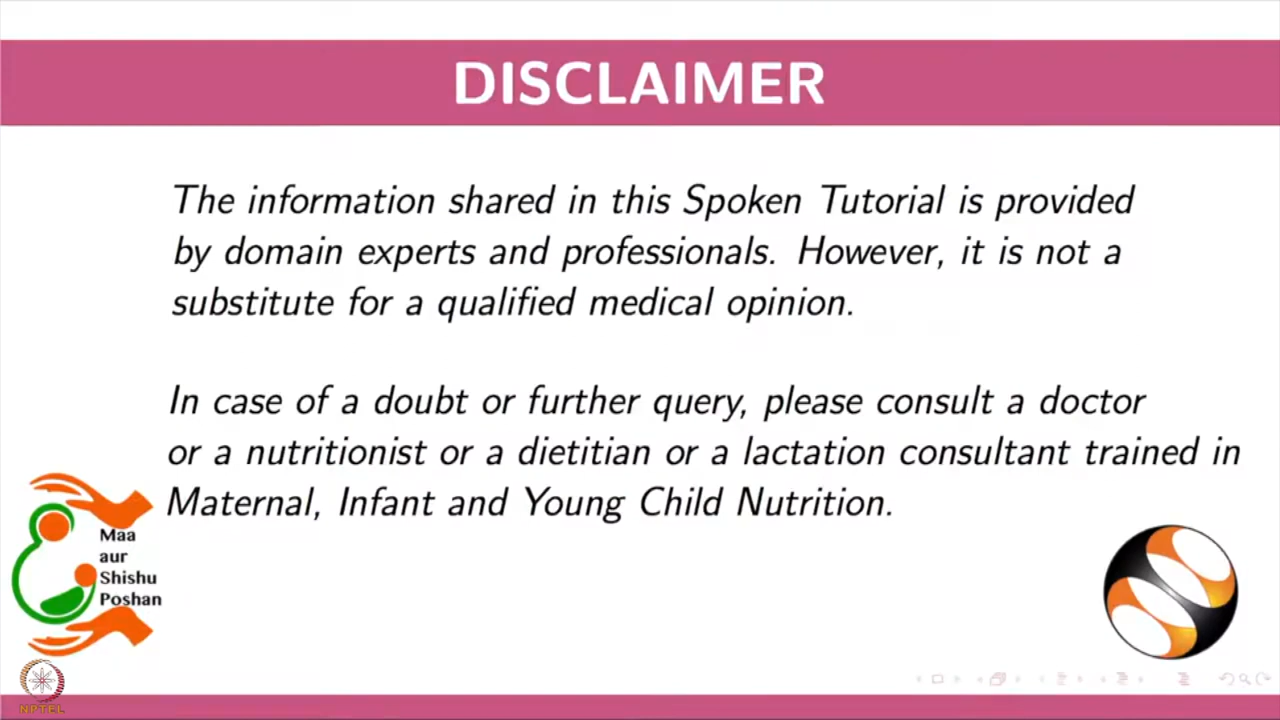 DISCLAIMER
The information shared in this Spoken Tutorial is provided
by domain experts and professionals. However, it is not a
substitute for a qualified medical opinion.
In case of a doubt or further query, please consult a doctor
or a nutritionist or a dietitian or a lactation consultant trained in
Maternal, Infant and Young Child Nutrition.
Maa
aur
Shishu
Poshan
NPTEL